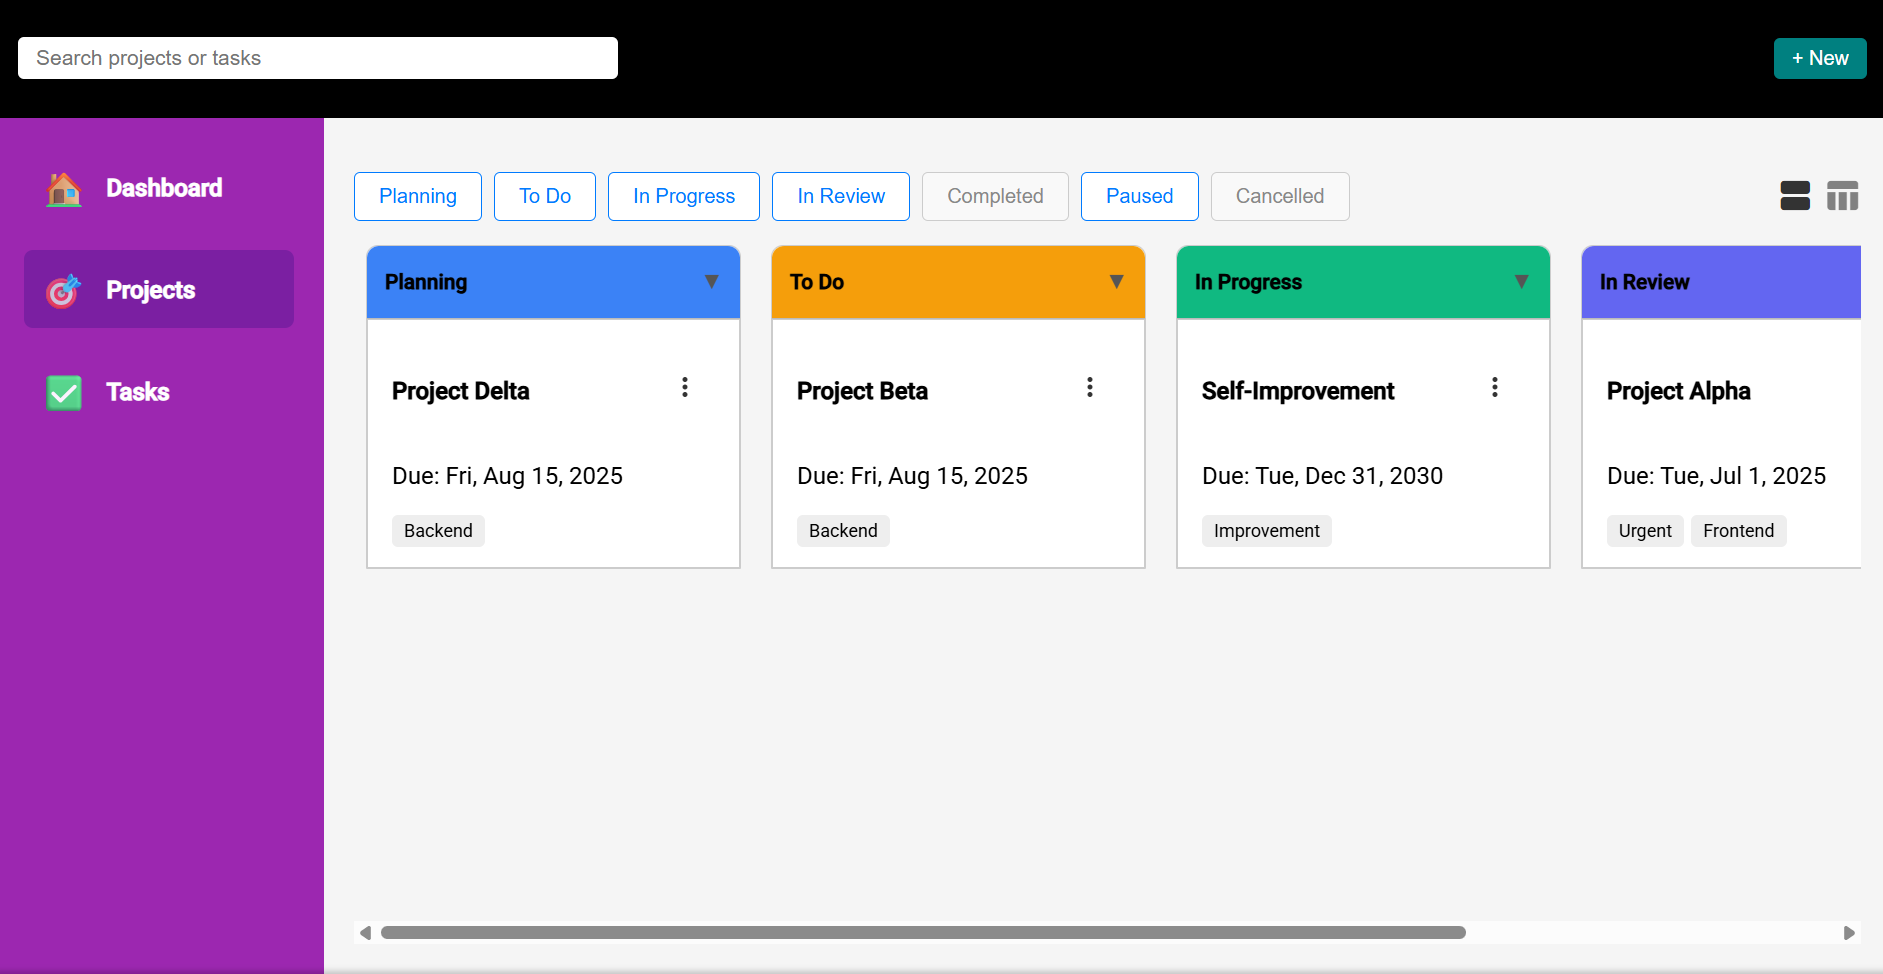 Search projects or tasks
+ New
Dashboard
Projects
Tasks
Planning To Do In Progress In Review Completed Paused Cancelled
Planning
Project Delta
Due: Fri, Aug 15, 2025
Backend
To Do
Project Beta
Due: Fri, Aug 15, 2025
Backend
In Progress
Self-Improvement
Due: Tue, Dec 31, 2030
Improvement
In Review
Project Alpha
Due: Tue, Jul 1, 2025
Urgent Frontend